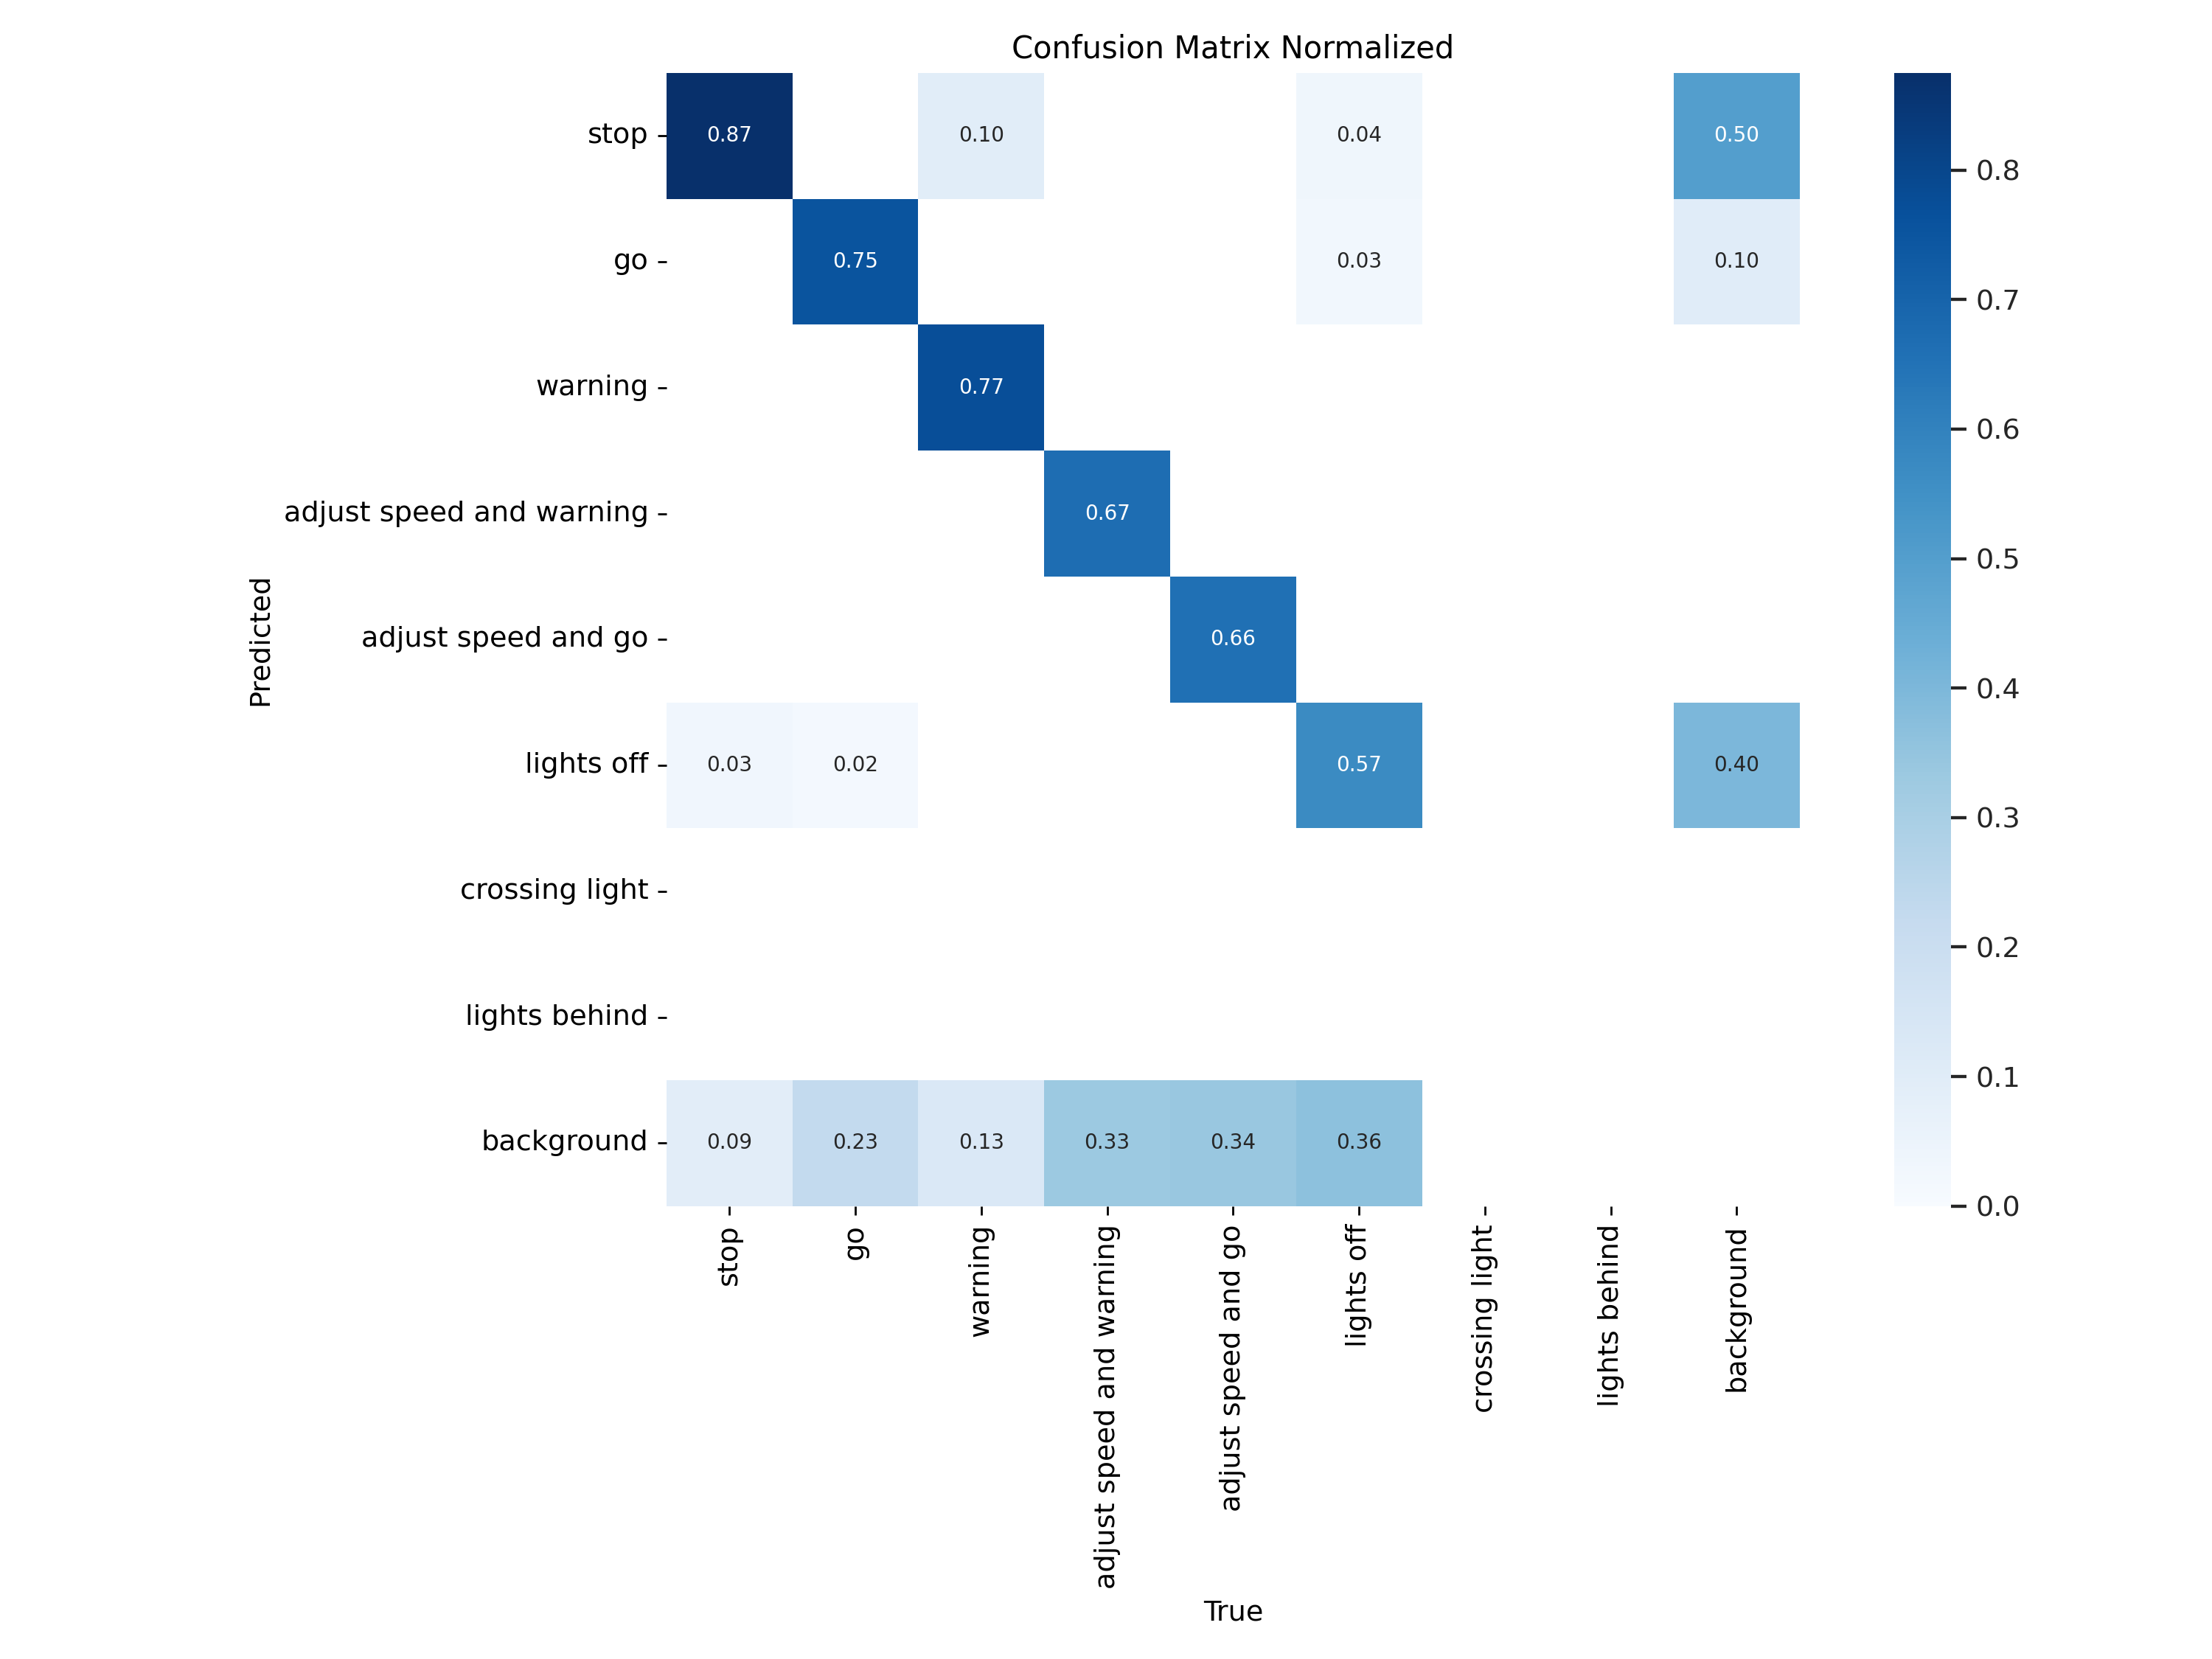 Confusion Matrix Normalized
stop
0.87
0.10
0.04
0.50
go
0.75
0.03
0.10
warning
0.77
adjust speed and warning
0.67
adjust speed and go
0.66
lights off
0.03
0.02
0.57
0.40
crossing light
lights behind
background
0.09
0.23
0.13
0.33
0.34
0.36
Predicted
stop
go
warning
adjust speed and warning
adjust speed and go
lights off
crossing light
lights behind
background
True
0.8
0.7
0.6
0.5
0.4
0.3
0.2
0.1
0.0